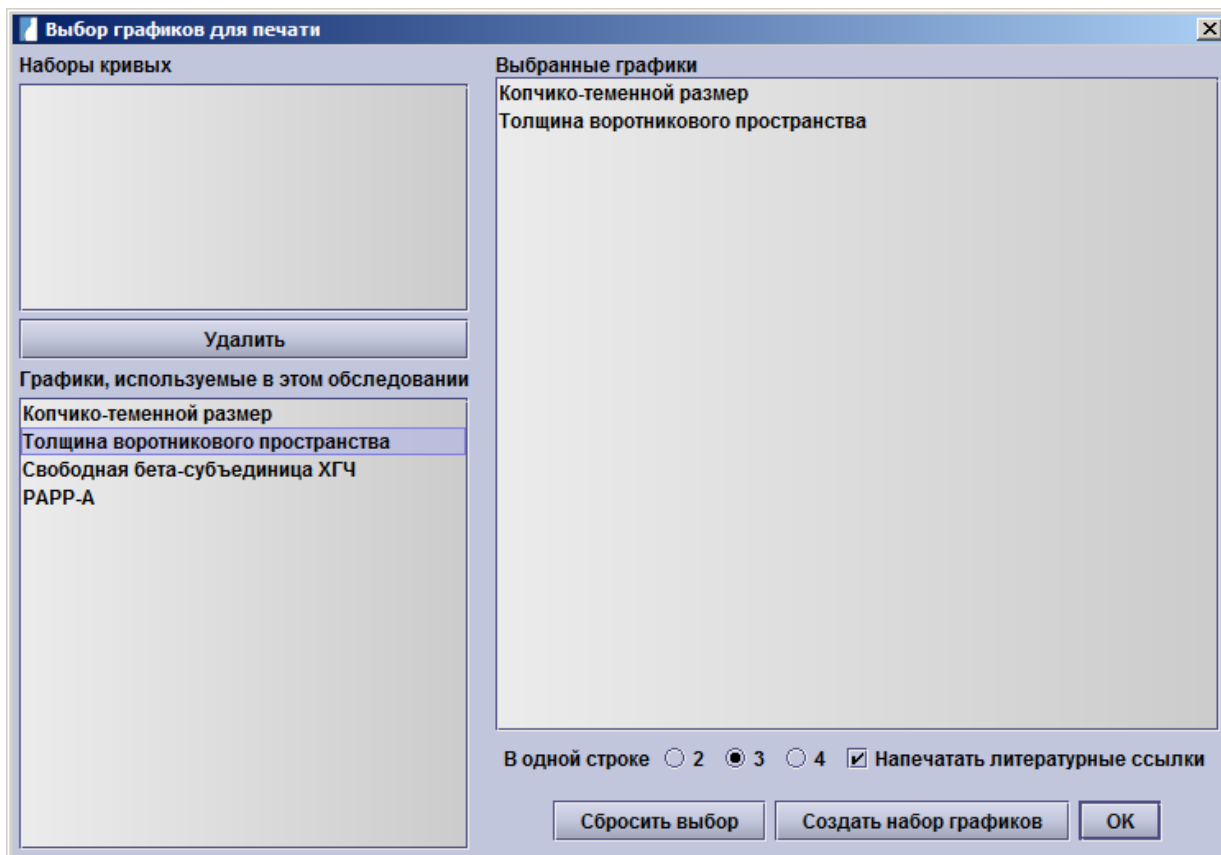 Выбор графиков для печати
Наборы кривых
Удалить
Графики, используемые в этом обследовании
Копчико-теменной размер
Толщина воротникового пространства
Свободная бета-субъединица ХГЧ
PAPP-A
Выбранные графики
Копчико-теменной размер
Толщина воротникового пространства
В одной строке 2 3 4 Напечатать литературные ссылки
Сбросить выбор Создать набор графиков OK